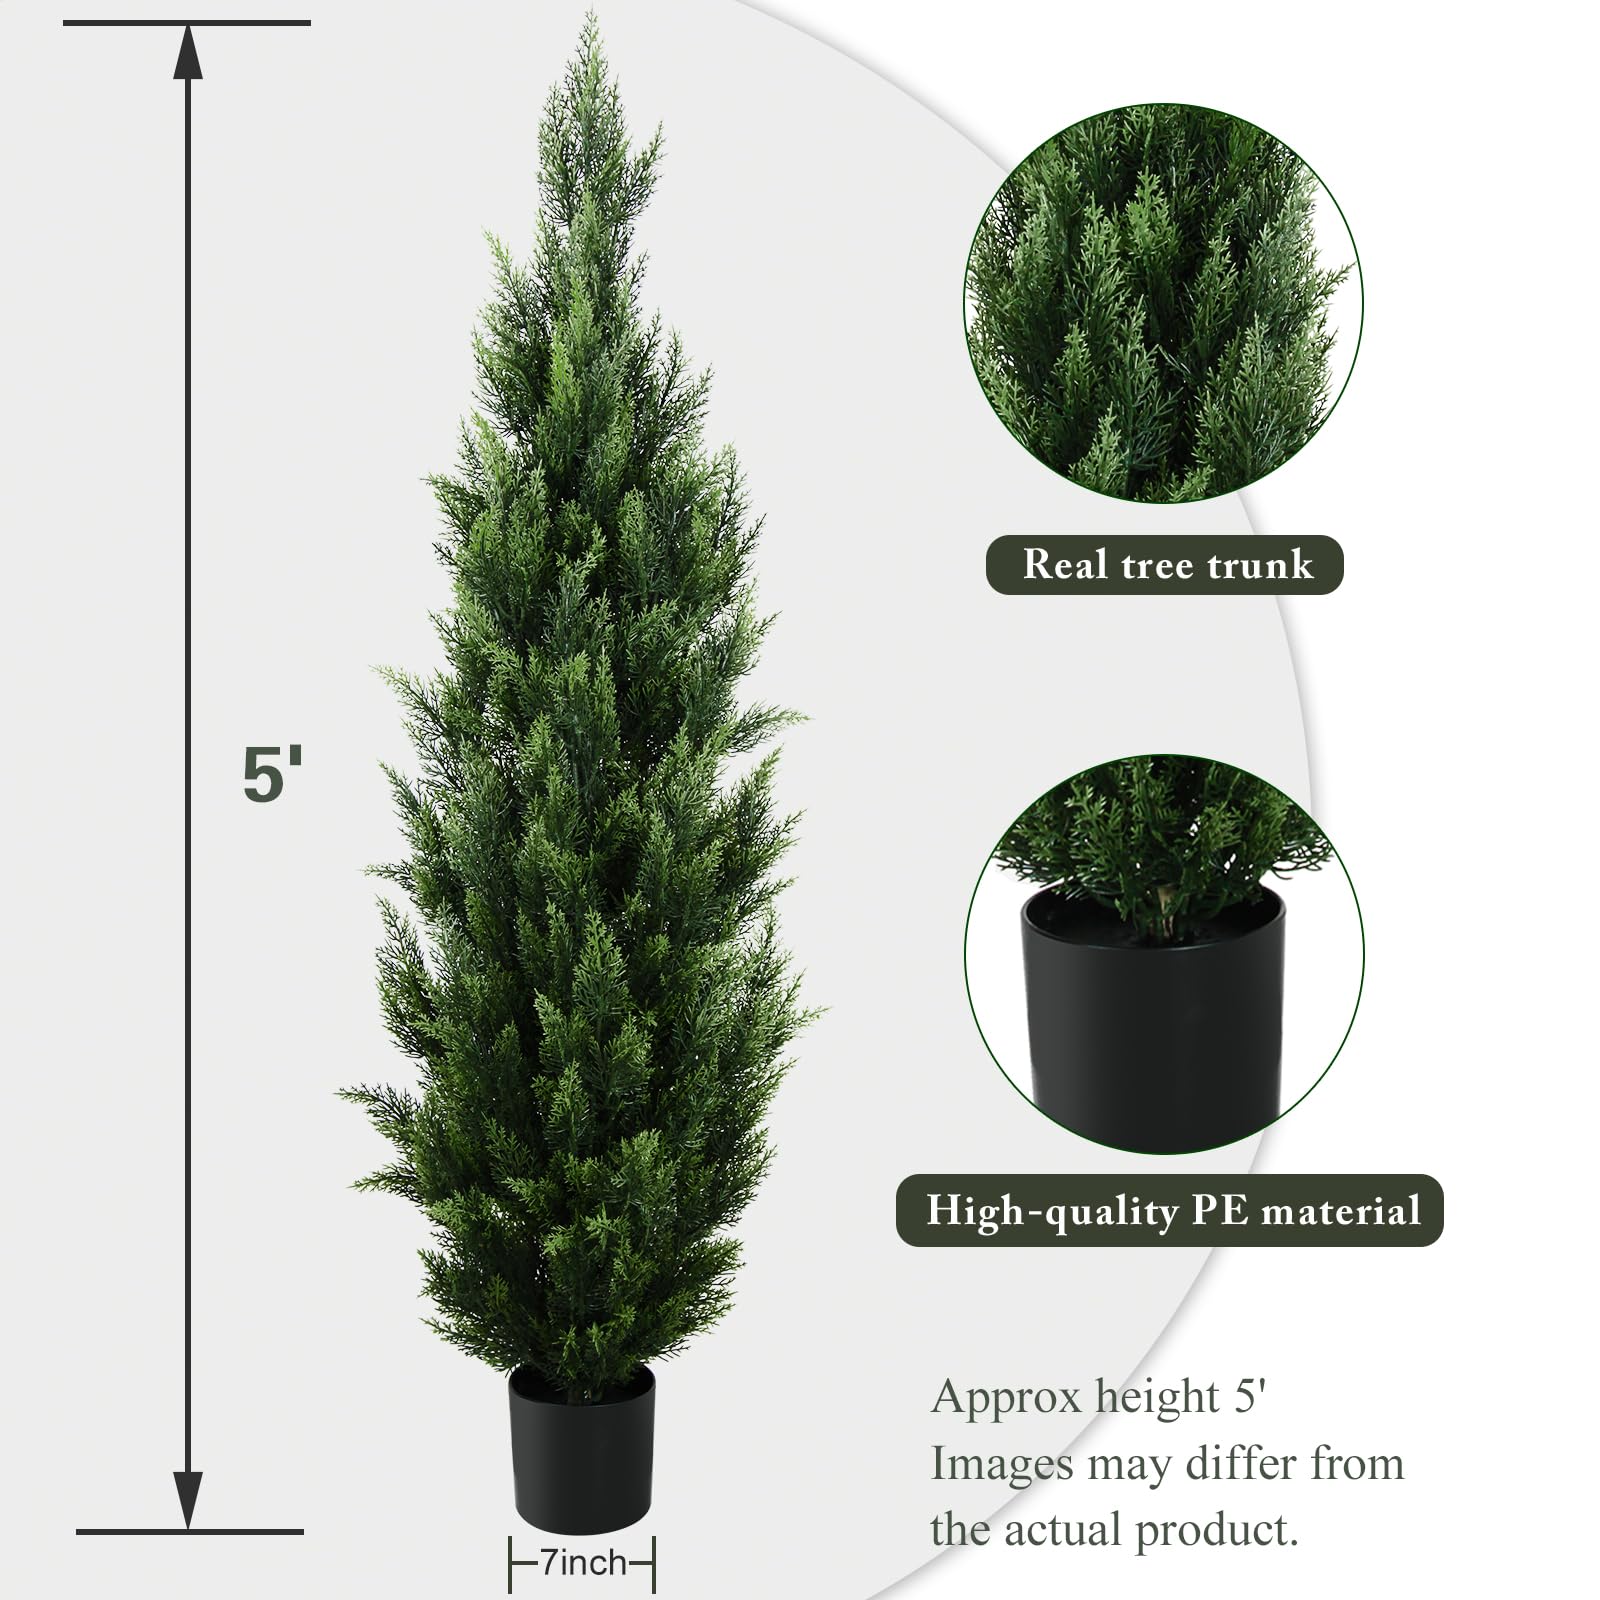 5'
Real tree trunk
High-quality PE material
Approx height 5'
Images may differ from
the actual product.
7inch